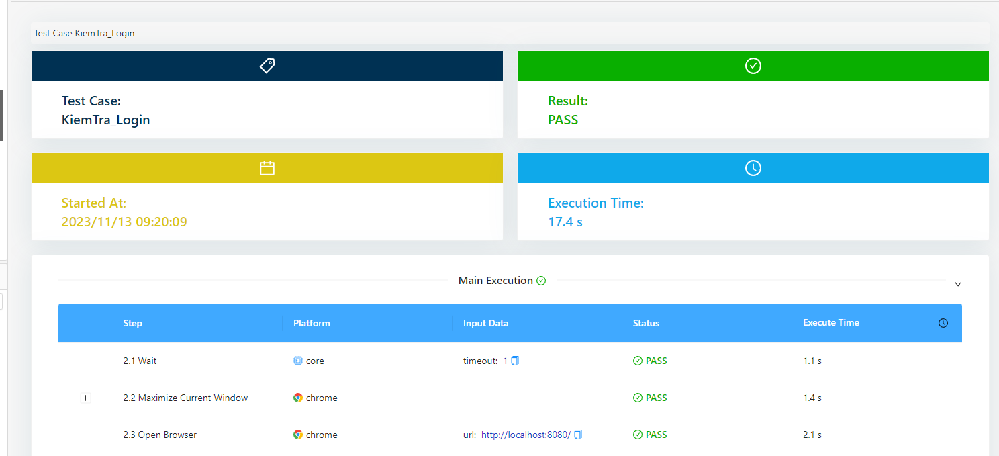 Test Case KiemTra_Login
Test Case:
KiemTra_Login
Result:
PASS
Started At:
2023/11/13 09:20:09
Execution Time:
17.4 s
Main Execution
Step Platform Input Data Status Execute Time
2.1 Wait core timeout: 1 PASS 1.1 s
2.2 Maximize Current Window chrome PASS 1.4 s
2.3 Open Browser chrome url: http://localhost:8080/ PASS 2.1 s